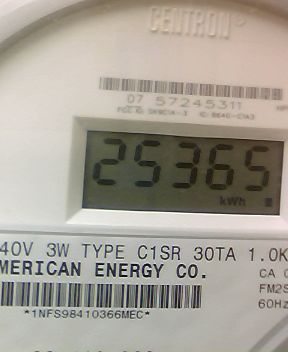 CENTRON®
07 57245311
25365
kWh
40V 3W TYPE C1SR 30TA 1.0K
MERICAN ENERGY CO.
CA
FM2S
60Hz
*1NFS98410366MEC*